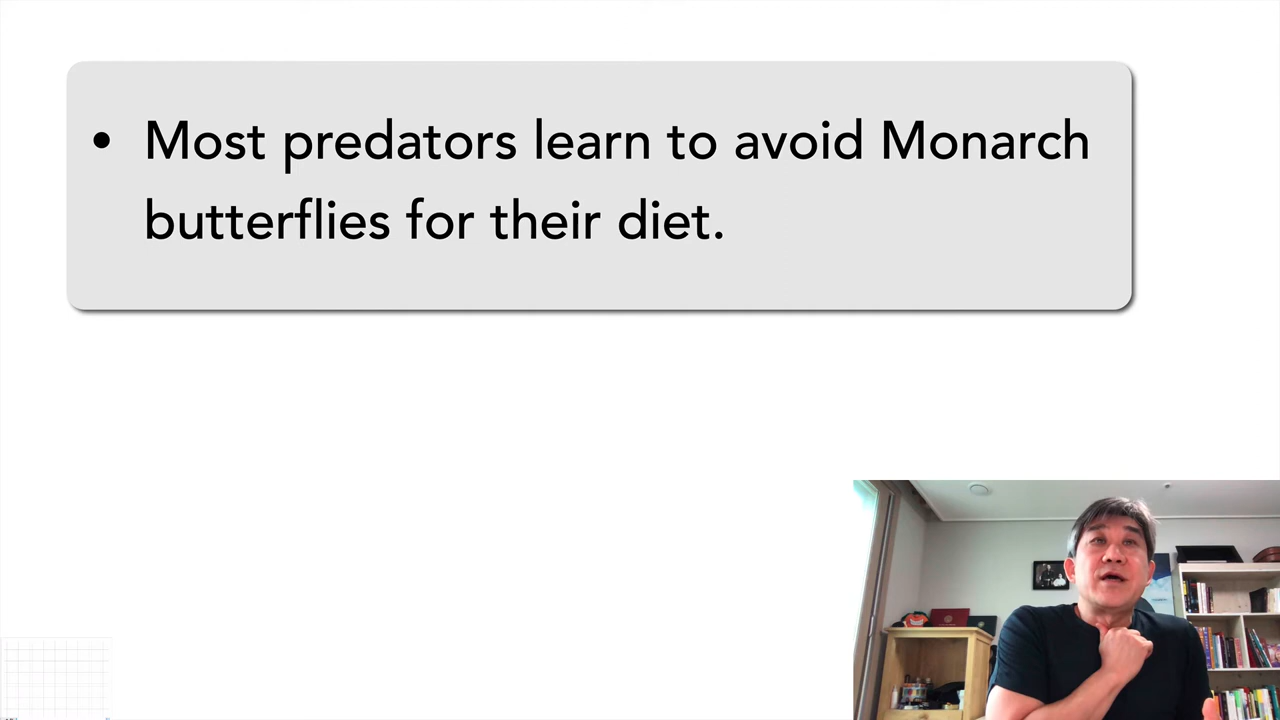 • Most predators learn to avoid Monarch
butterflies for their diet.